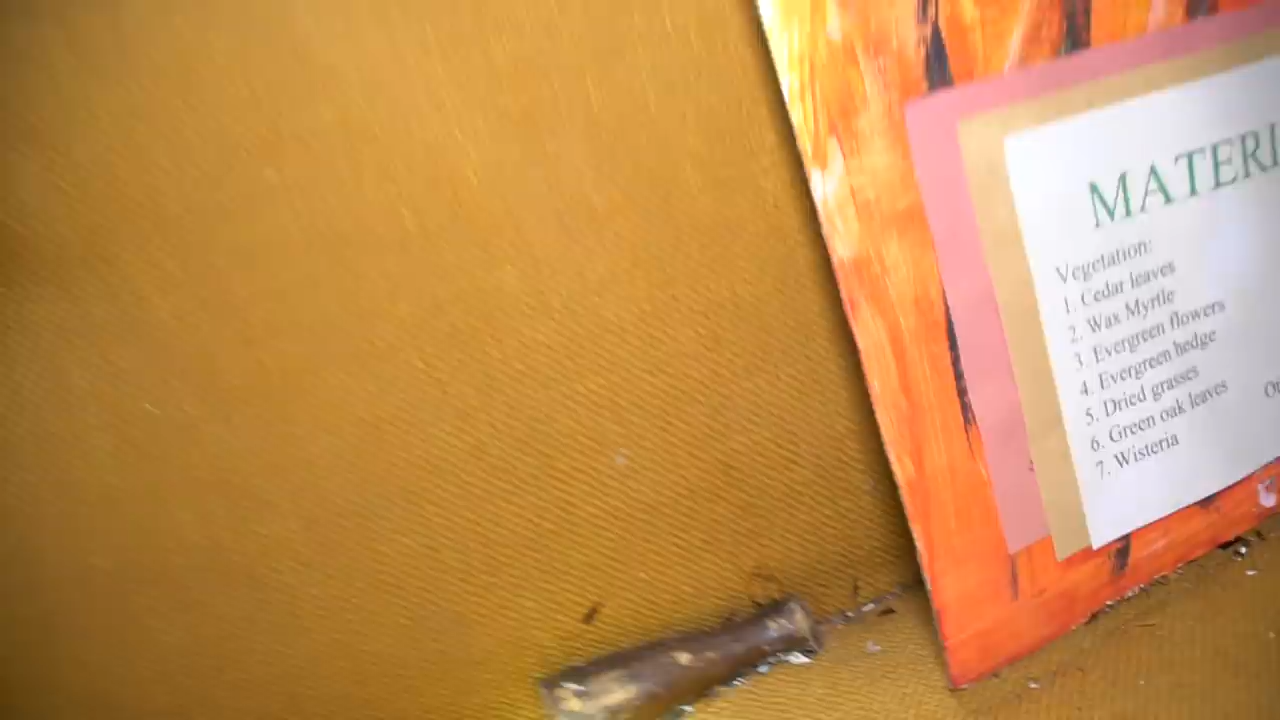 MATERI
Vegetation:
1. Cedar leaves
2. Wax Myrtle
3. Evergreen flowers
4. Evergreen hedge
5. Dried grasses
6. Green oak leaves
7. Wisteria